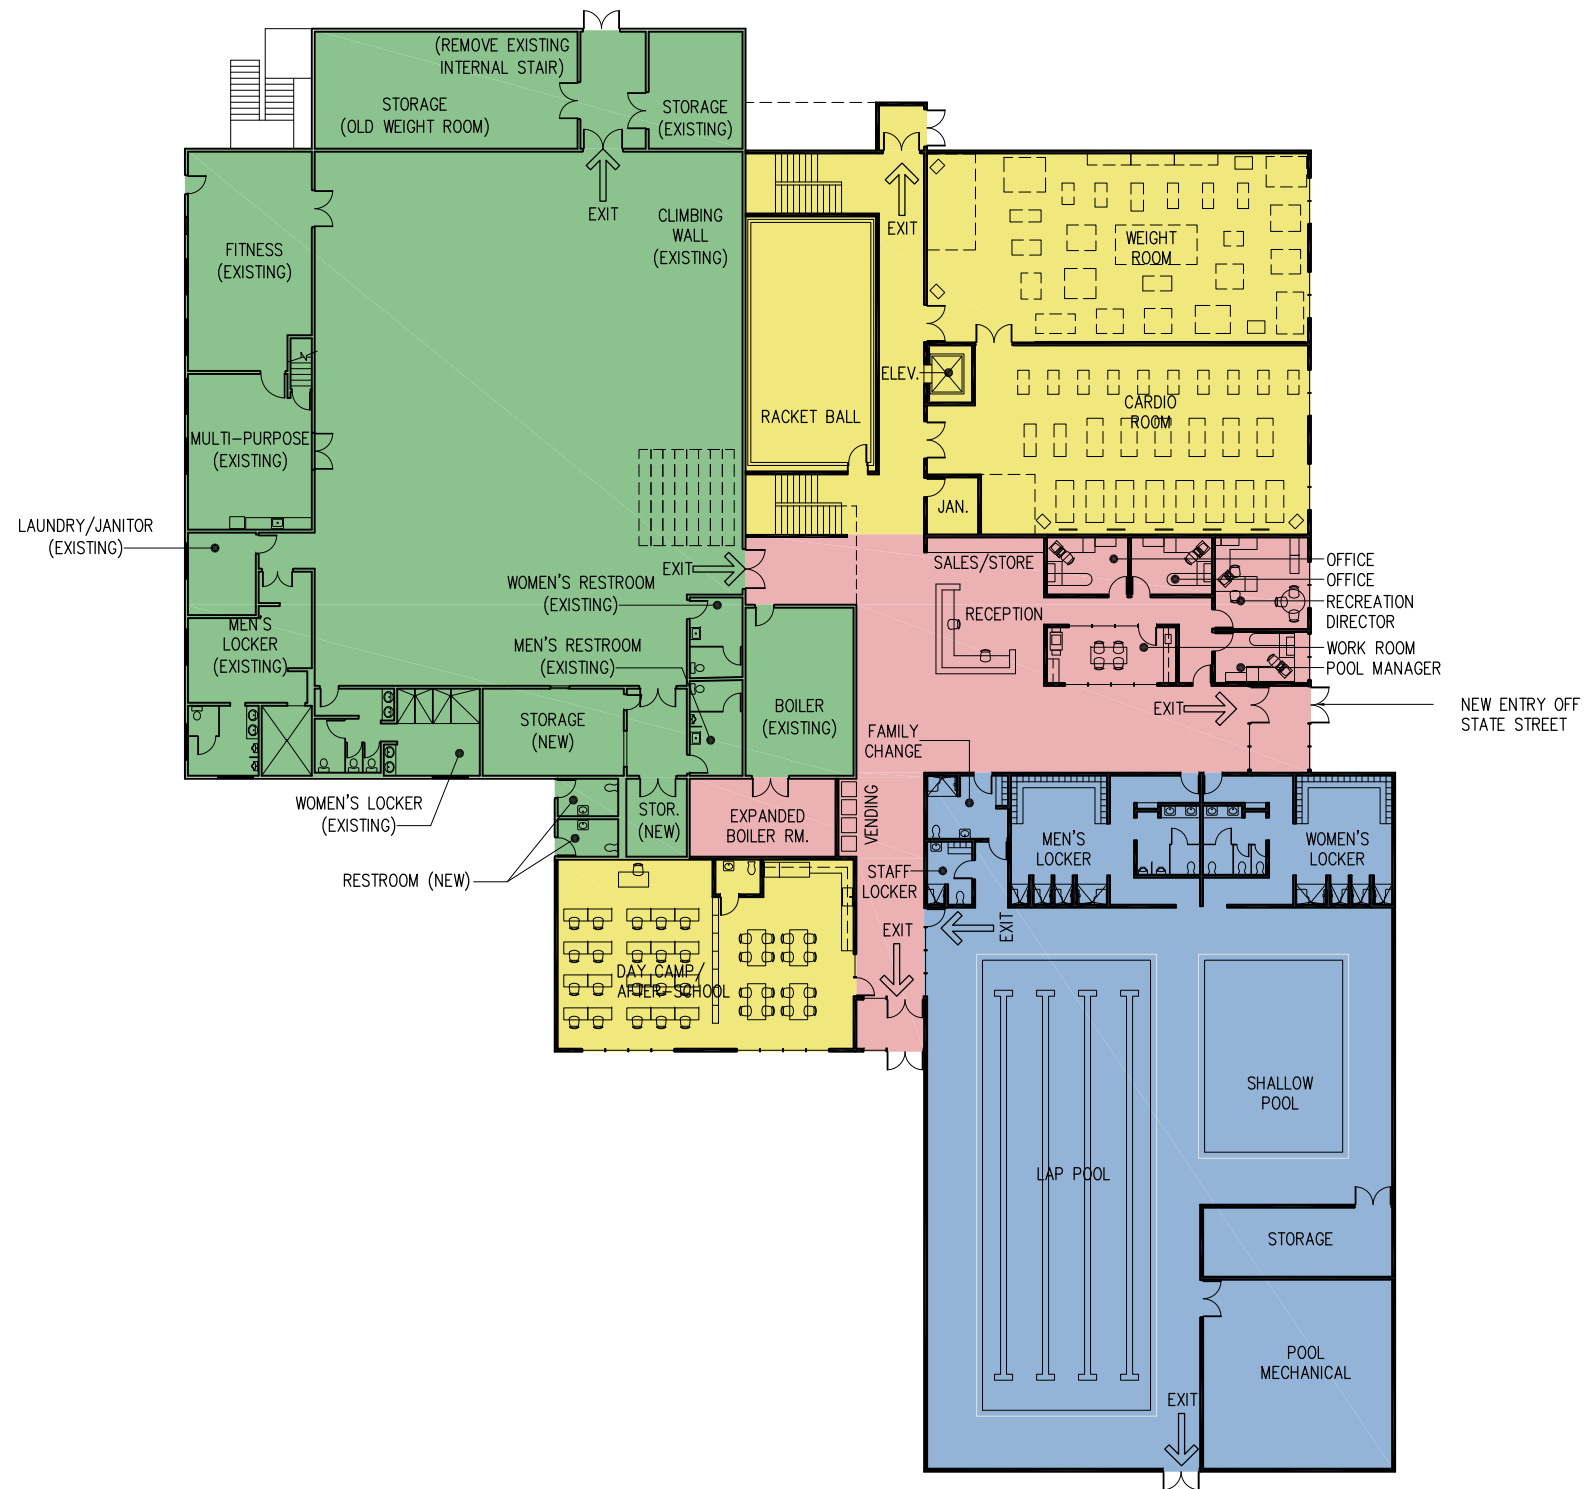 (REMOVE EXISTING
INTERNAL STAIR)
STORAGE
(OLD WEIGHT ROOM)
STORAGE
(EXISTING)
EXIT
CLIMBING
WALL
(EXISTING)
EXIT
FITNESS
(EXISTING)
WEIGHT
ROOM
ELEV.
RACKET BALL
CARDIO
ROOM
MULTI-PURPOSE
(EXISTING)
JAN.
LAUNDRY/JANITOR
(EXISTING)
EXIT
WOMEN'S RESTROOM
(EXISTING)
SALES/STORE
OFFICE
OFFICE
RECREATION
DIRECTOR
RECEPTION
MEN'S
LOCKER
(EXISTING)
MEN'S RESTROOM
(EXISTING)
WORK ROOM
POOL MANAGER
STORAGE
(NEW)
BOILER
(EXISTING)
EXIT
NEW ENTRY OFF
STATE STREET
FAMILY
CHANGE
WOMEN'S LOCKER
(EXISTING)
STOR.
(NEW)
EXPANDED
BOILER RM.
VENDING
MEN'S
LOCKER
WOMEN'S
LOCKER
RESTROOM (NEW)
STAFF
LOCKER
EXIT
EXIT
DAY CAMP/
AFTER-SCHOOL
SHALLOW
POOL
LAP POOL
STORAGE
POOL
MECHANICAL
EXIT